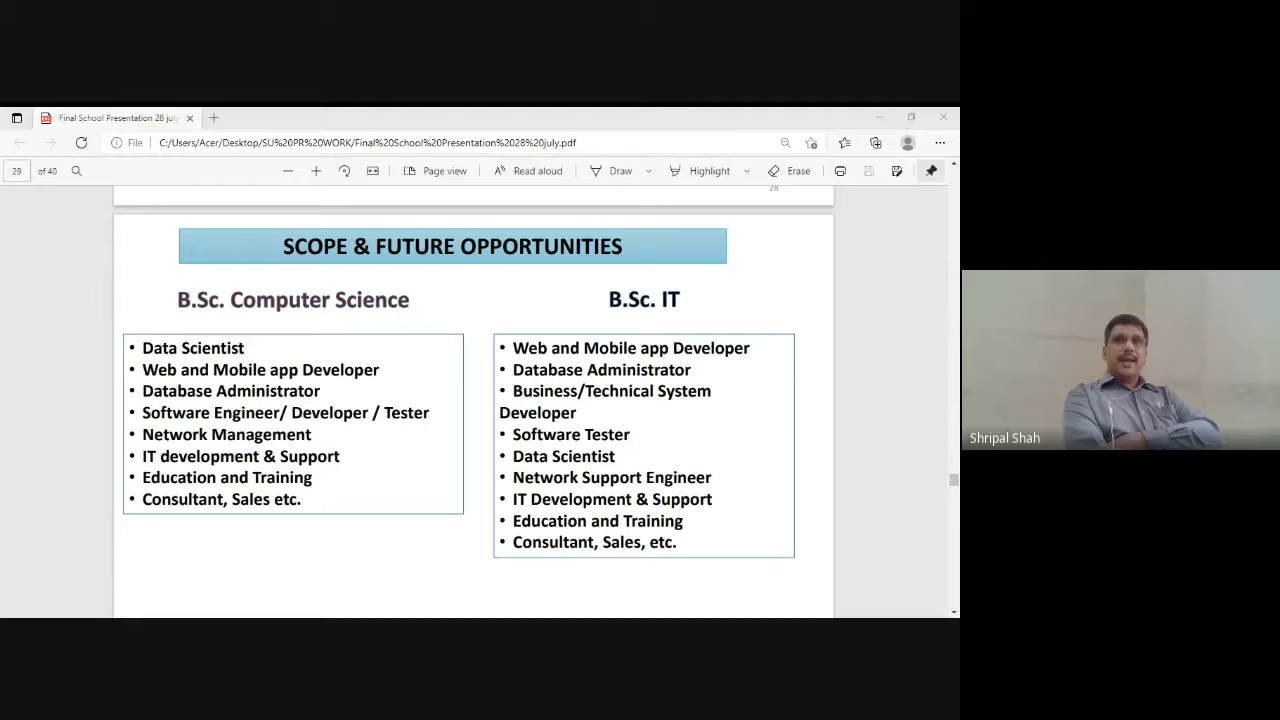 Final School Presentation 28 july
File
C:/Users/Acer/Desktop/SU%20PR%20WORK/Final%20School%20Presentation%2028%20july.pdf
29 of 40
Page view
Read aloud
Draw
Highlight
Erase
28
SCOPE & FUTURE OPPORTUNITIES
B.Sc. Computer Science
• Data Scientist
• Web and Mobile app Developer
• Database Administrator
• Software Engineer/ Developer / Tester
• Network Management
• IT development & Support
• Education and Training
• Consultant, Sales etc.
B.Sc. IT
• Web and Mobile app Developer
• Database Administrator
• Business/Technical System
Developer
• Software Tester
• Data Scientist
• Network Support Engineer
• IT Development & Support
• Education and Training
• Consultant, Sales, etc.
Shripal Shah